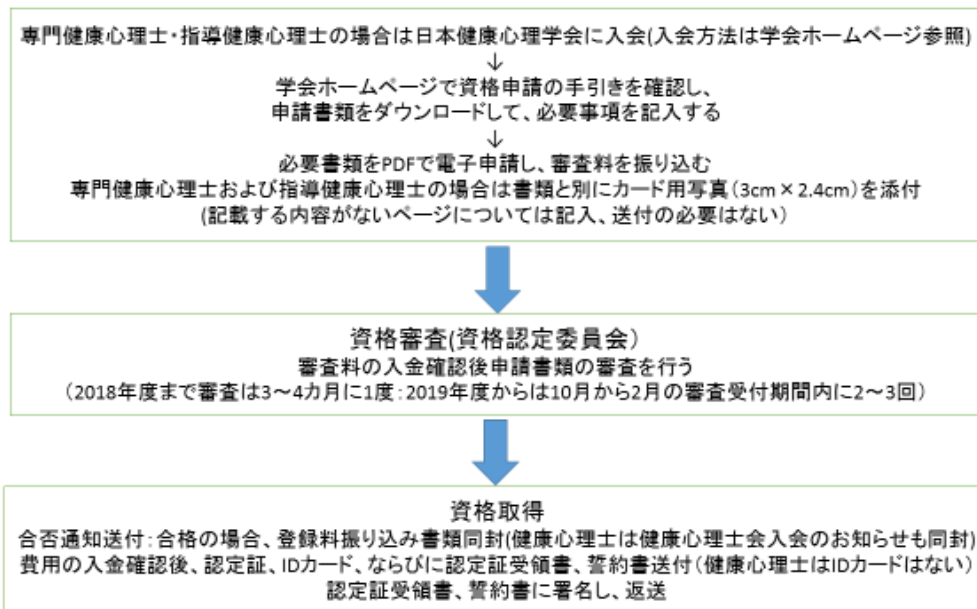 専門健康心理士・指導健康心理士の場合は日本健康心理学会に入会(入会方法は学会ホームページ参照)
↓
学会ホームページで資格申請の手引きを確認し、
申請書類をダウンロードして、必要事項を記入する
↓
必要書類をPDFで電子申請し、審査料を振り込む
専門健康心理士および指導健康心理士の場合は書類と別にカード用写真(3cm×2.4cm)を添付
(記載する内容がないページについては記入、送付の必要はない)
資格審査(資格認定委員会)
審査料の入金確認後申請書類の審査を行う
(2018年度まで審査は3～4カ月に1度:2019年度からは10月から2月の審査受付期間内に2～3回)
資格取得
合否通知送付:合格の場合、登録料振り込み書類同封(健康心理士は健康心理士会入会のお知らせも同封)
費用の入金確認後、認定証、IDカード、ならびに認定証受領書、誓約書送付(健康心理士はIDカードはない)
認定証受領書、誓約書に署名し、返送